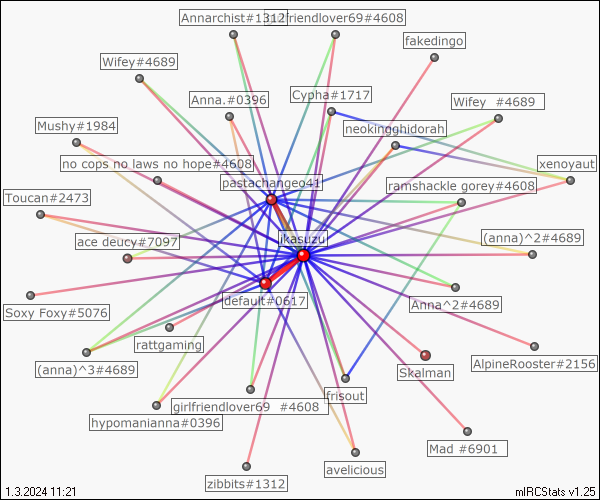 Annarchist#1312
friendlover69#4608
fakedingo
Wifey#4689
Anna.#0396
Cypha#1717
Wifey #4689
Mushy#1984
neokingghidorah
no cops no laws no hope#4608
xenoyaut
pastachangeo41
ramshackle gorey#4608
Toucan#2473
ikasuzu
(anna)^2#4689
ace deucy#7097
default#0617
Anna^2#4689
Soxy Foxy#5076
rattgaming
(anna)^3#4689
Skalman
AlpineRooster#2156
frisout
girlfriendlover69 #4608
hypomanianna#0396
Mad #6901
avelicious
zibbits#1312
1.3.2024 11:21
mIRCStats v1.25